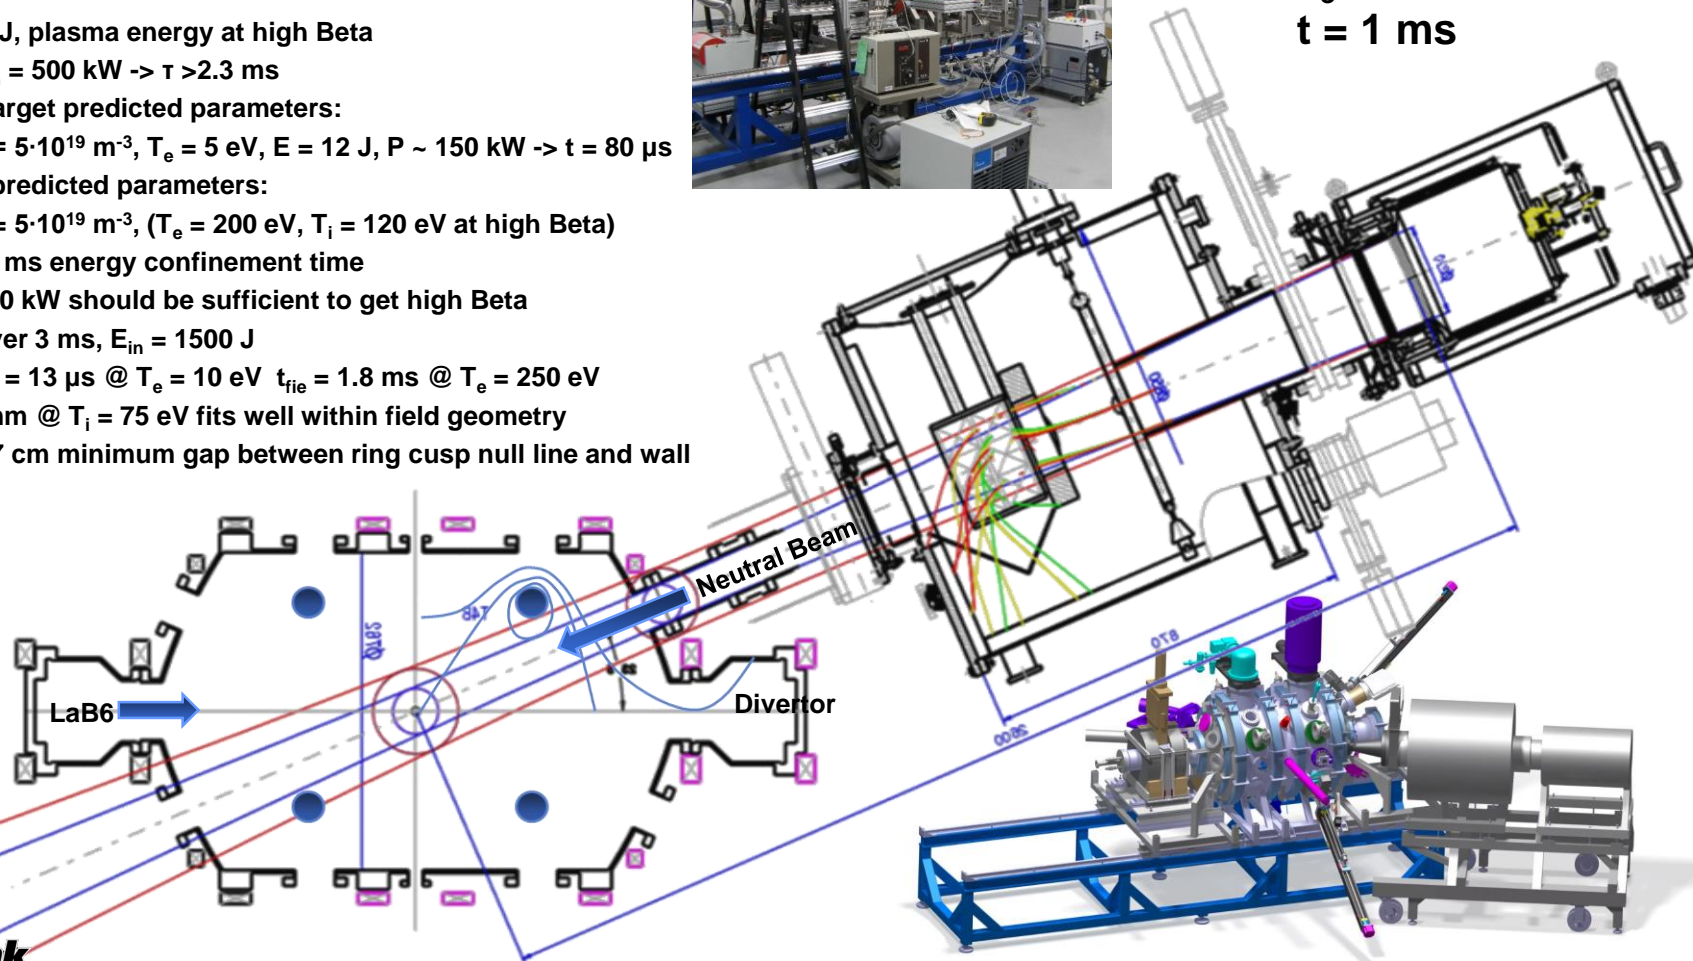 J, plasma energy at high Beta
= 500 kW -> τ >2.3 ms
arget predicted parameters:
= 5·10¹⁹ m⁻³, Tₑ = 5 eV, E = 12 J, P ~ 150 kW -> t = 80 µs
predicted parameters:
= 5·10¹⁹ m⁻³, (Tₑ = 200 eV, Tᵢ = 120 eV at high Beta)
ms energy confinement time
0 kW should be sufficient to get high Beta
er 3 ms, Eᵢₙ = 1500 J
= 13 µs @ Tₑ = 10 eV t_fie = 1.8 ms @ Tₑ = 250 eV
m @ Tᵢ = 75 eV fits well within field geometry
7 cm minimum gap between ring cusp null line and wall
t = 1 ms
Neutral Beam
LaB6
Divertor
870
2600